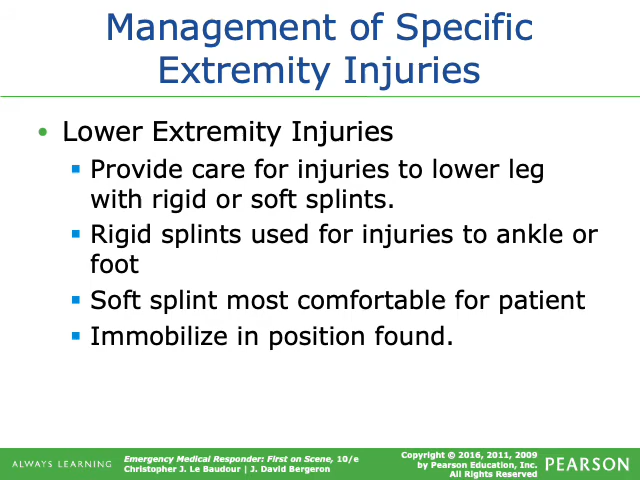 Management of Specific
Extremity Injuries
• Lower Extremity Injuries
▪ Provide care for injuries to lower leg
with rigid or soft splints.
▪ Rigid splints used for injuries to ankle or
foot
▪ Soft splint most comfortable for patient
▪ Immobilize in position found.
ALWAYS LEARNING
Emergency Medical Responder: First on Scene, 10/e
Christopher J. Le Baudour | J. David Bergeron
Copyright © 2016, 2011, 2009
by Pearson Education, Inc.
All Rights Reserved
PEARSON